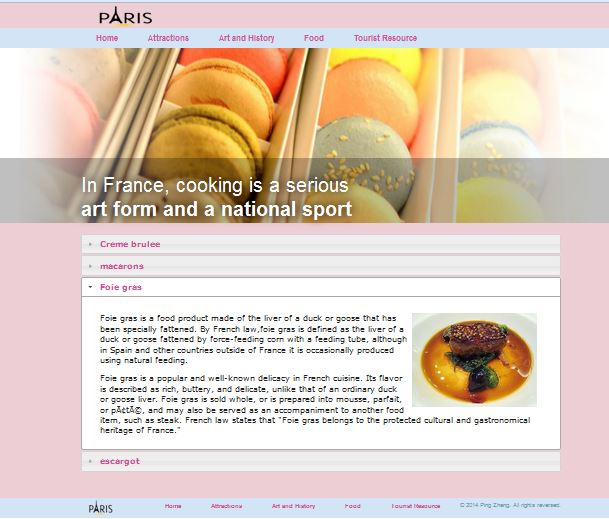 PARIS
Home Attractions Art and History Food Tourist Resource
In France, cooking is a serious
art form and a national sport
Creme brulee
macarons
Foie gras
Foie gras is a food product made of the liver of a duck or goose that has
been specially fattened. By French law,foie gras is defined as the liver of a
duck or goose fattened by force-feeding corn with a feeding tube, although
in Spain and other countries outside of France it is occasionally produced
using natural feeding.
Foie gras is a popular and well-known delicacy in French cuisine. Its flavor
is described as rich, buttery, and delicate, unlike that of an ordinary duck
or goose liver. Foie gras is sold whole, or is prepared into mousse, parfait,
or pÃ¢tÃ©, and may also be served as an accompaniment to another food
item, such as steak. French law states that "Foie gras belongs to the protected cultural and gastronomical
heritage of France."
escargot
PARIS Home Attractions Art and History Food Tourist Resource © 2014 Ping Zheng. All rights reversed.